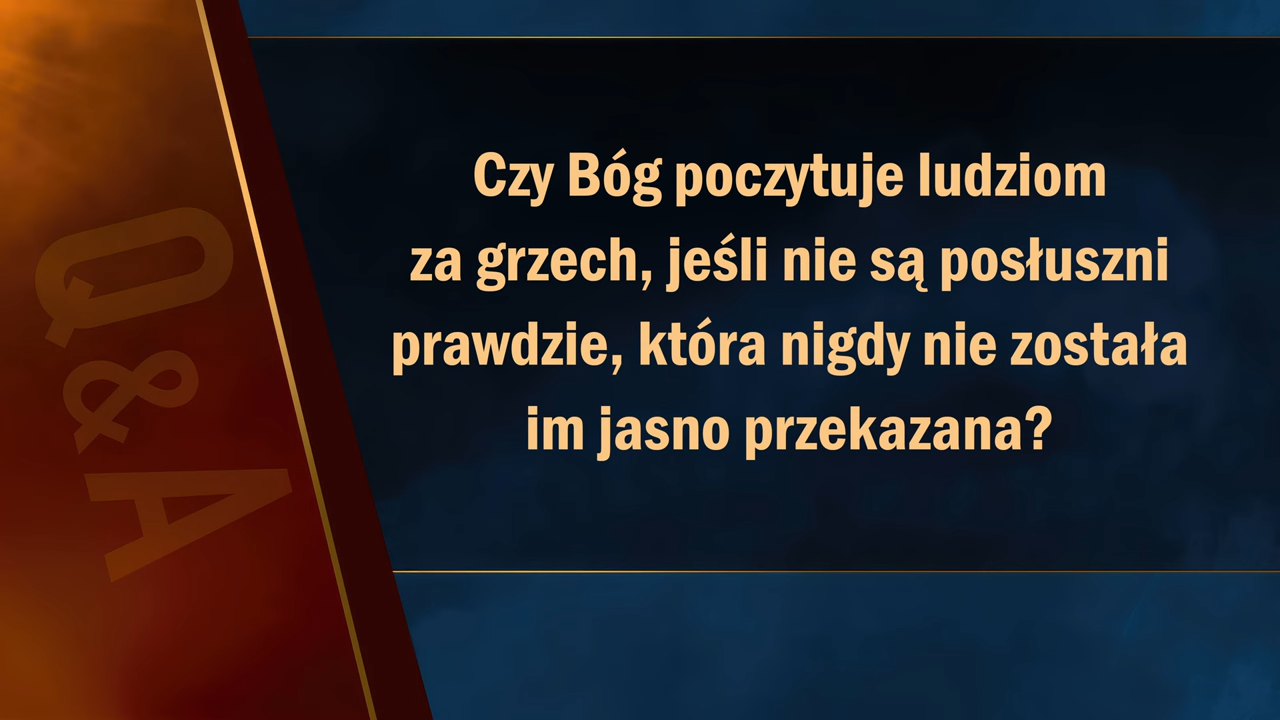 Q&A
Czy Bóg poczytuje ludziom
za grzech, jeśli nie są posłuszni
prawdzie, która nigdy nie została
im jasno przekazana?